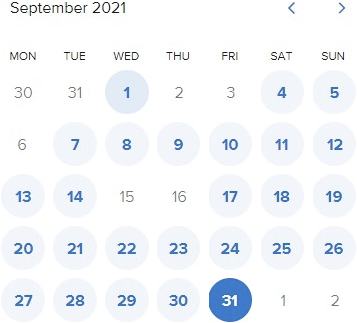 September 2021
MON TUE WED THU FRI SAT SUN
30 31 1 2 3 4 5
6 7 8 9 10 11 12
13 14 15 16 17 18 19
20 21 22 23 24 25 26
27 28 29 30 31 1 2